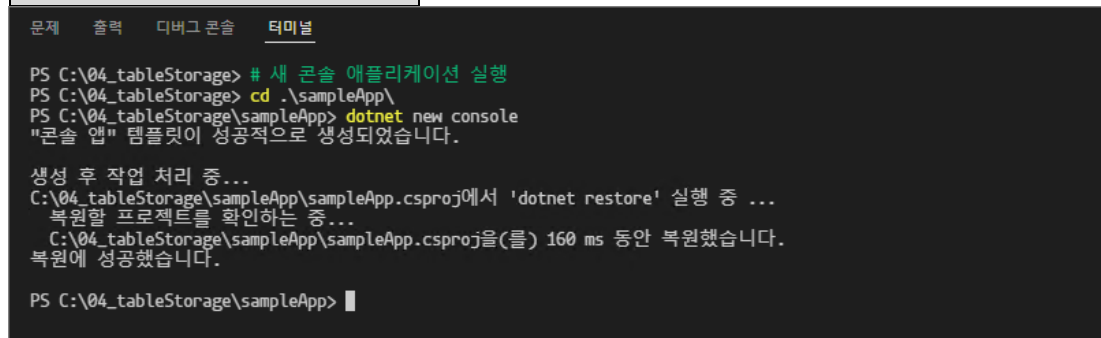 문제 출력 디버그 콘솔 터미널
PS C:\04_tableStorage> # 새 콘솔 애플리케이션 실행
PS C:\04_tableStorage> cd .\sampleApp\
PS C:\04_tableStorage\sampleApp> dotnet new console
"콘솔 앱" 템플릿이 성공적으로 생성되었습니다.
생성 후 작업 처리 중...
C:\04_tableStorage\sampleApp\sampleApp.csproj에서 'dotnet restore' 실행 중 ...
복원할 프로젝트를 확인하는 중...
C:\04_tableStorage\sampleApp\sampleApp.csproj을(를) 160 ms 동안 복원했습니다.
복원에 성공했습니다.
PS C:\04_tableStorage\sampleApp>